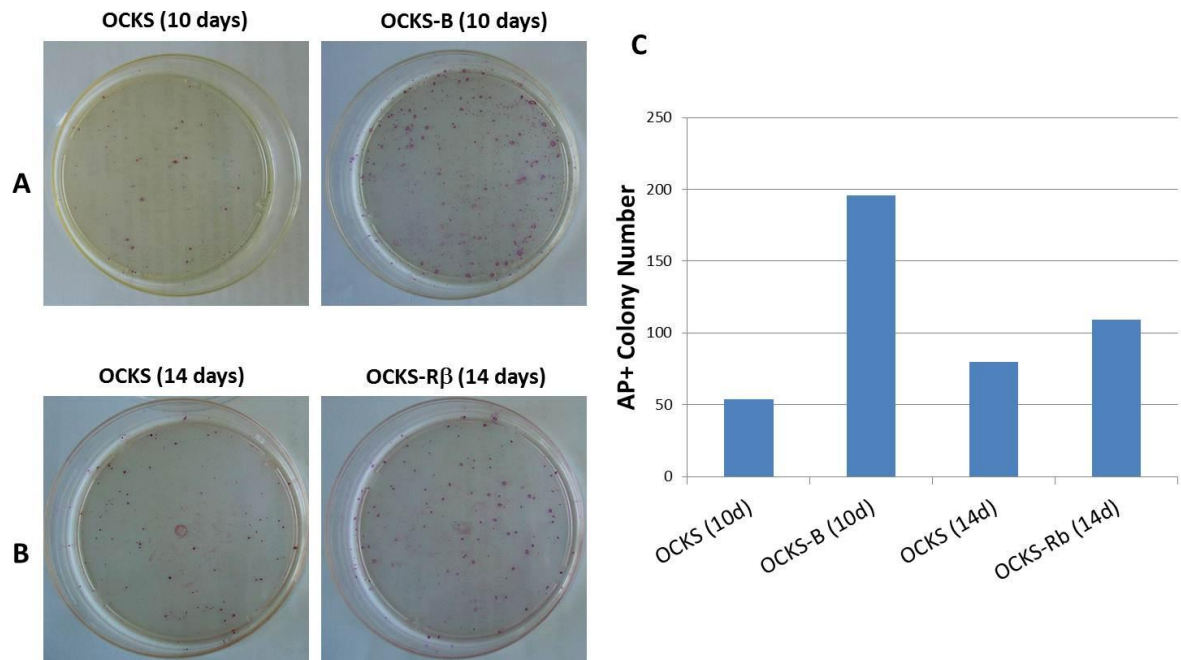 OCKS (10 days)
OCKS-B (10 days)
A
OCKS (14 days)
OCKS-Rβ (14 days)
B
C
AP+ Colony Number
250
200
150
100
50
0
OCKS (10d)
OCKS-B (10d)
OCKS (14d)
OCKS-Rb (14d)